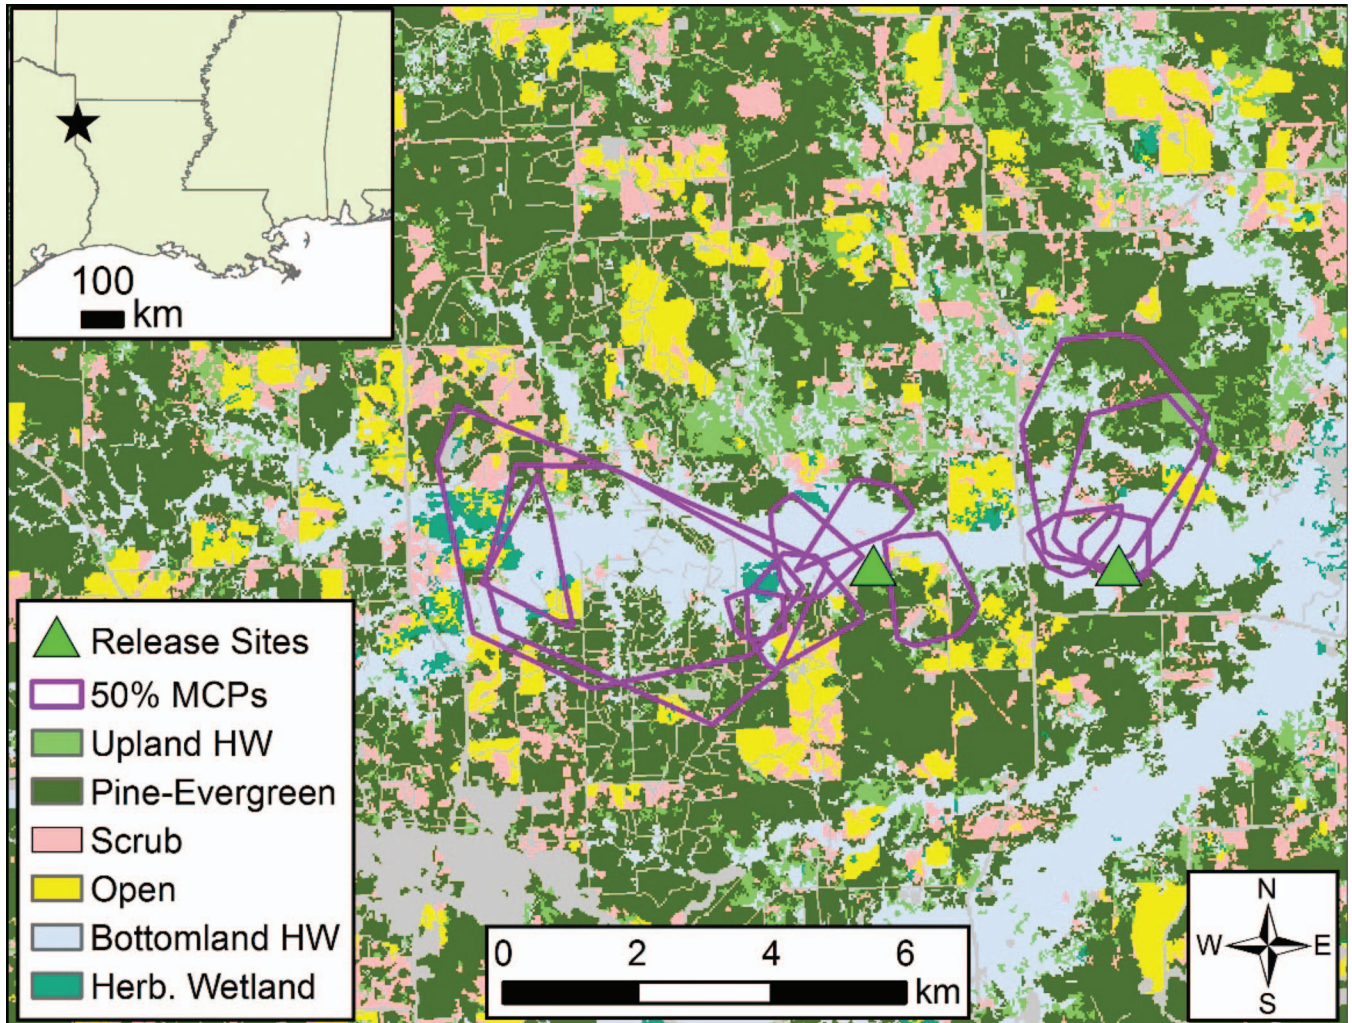 100
km
Release Sites
50% MCPs
Upland HW
Pine-Evergreen
Scrub
Open
Bottomland HW
Herb. Wetland
0 2 4 6
km
N
W E
S